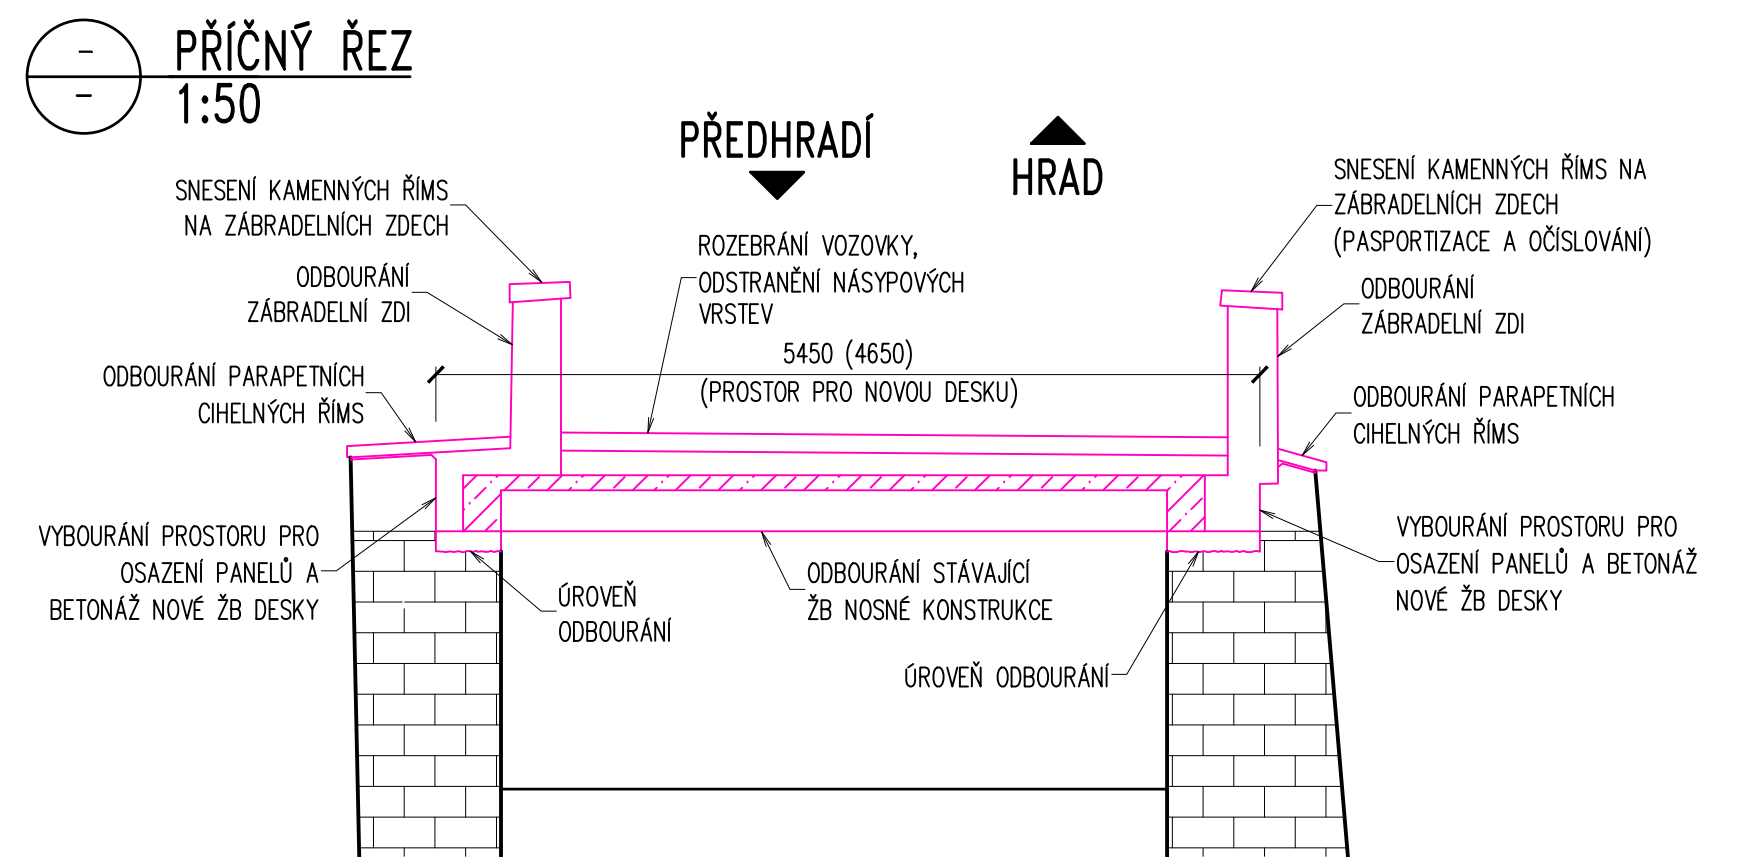 -
PŘÍČNÝ ŘEZ
-
1:50
PŘEDHRADÍ
HRAD
SNESENÍ KAMENNÝCH ŘÍMS
NA ZÁBRADELNÍCH ZDECH
ODBOURÁNÍ
ZÁBRADELNÍ ZDI
ODBOURÁNÍ PARAPETNÍCH
CIHELNÝCH ŘÍMS
VYBOURÁNÍ PROSTORU PRO
OSAZENÍ PANELŮ A
BETONÁŽ NOVÉ ŽB DESKY
ROZEBRÁNÍ VOZOVKY,
ODSTRANĚNÍ NÁSYPOVÝCH
VRSTEV
5450 (4650)
(PROSTOR PRO NOVOU DESKU)
ÚROVEŇ
ODBOURÁNÍ
ODBOURÁNÍ STÁVAJÍCÍ
ŽB NOSNÉ KONSTRUKCE
ÚROVEŇ ODBOURÁNÍ
SNESENÍ KAMENNÝCH ŘÍMS NA
ZÁBRADELNÍCH ZDECH
(PASPORTIZACE A OČÍSLOVÁNÍ)
ODBOURÁNÍ
ZÁBRADELNÍ ZDI
ODBOURÁNÍ PARAPETNÍCH
CIHELNÝCH ŘÍMS
VYBOURÁNÍ PROSTORU PRO
OSAZENÍ PANELŮ A BETONÁŽ
NOVÉ ŽB DESKY